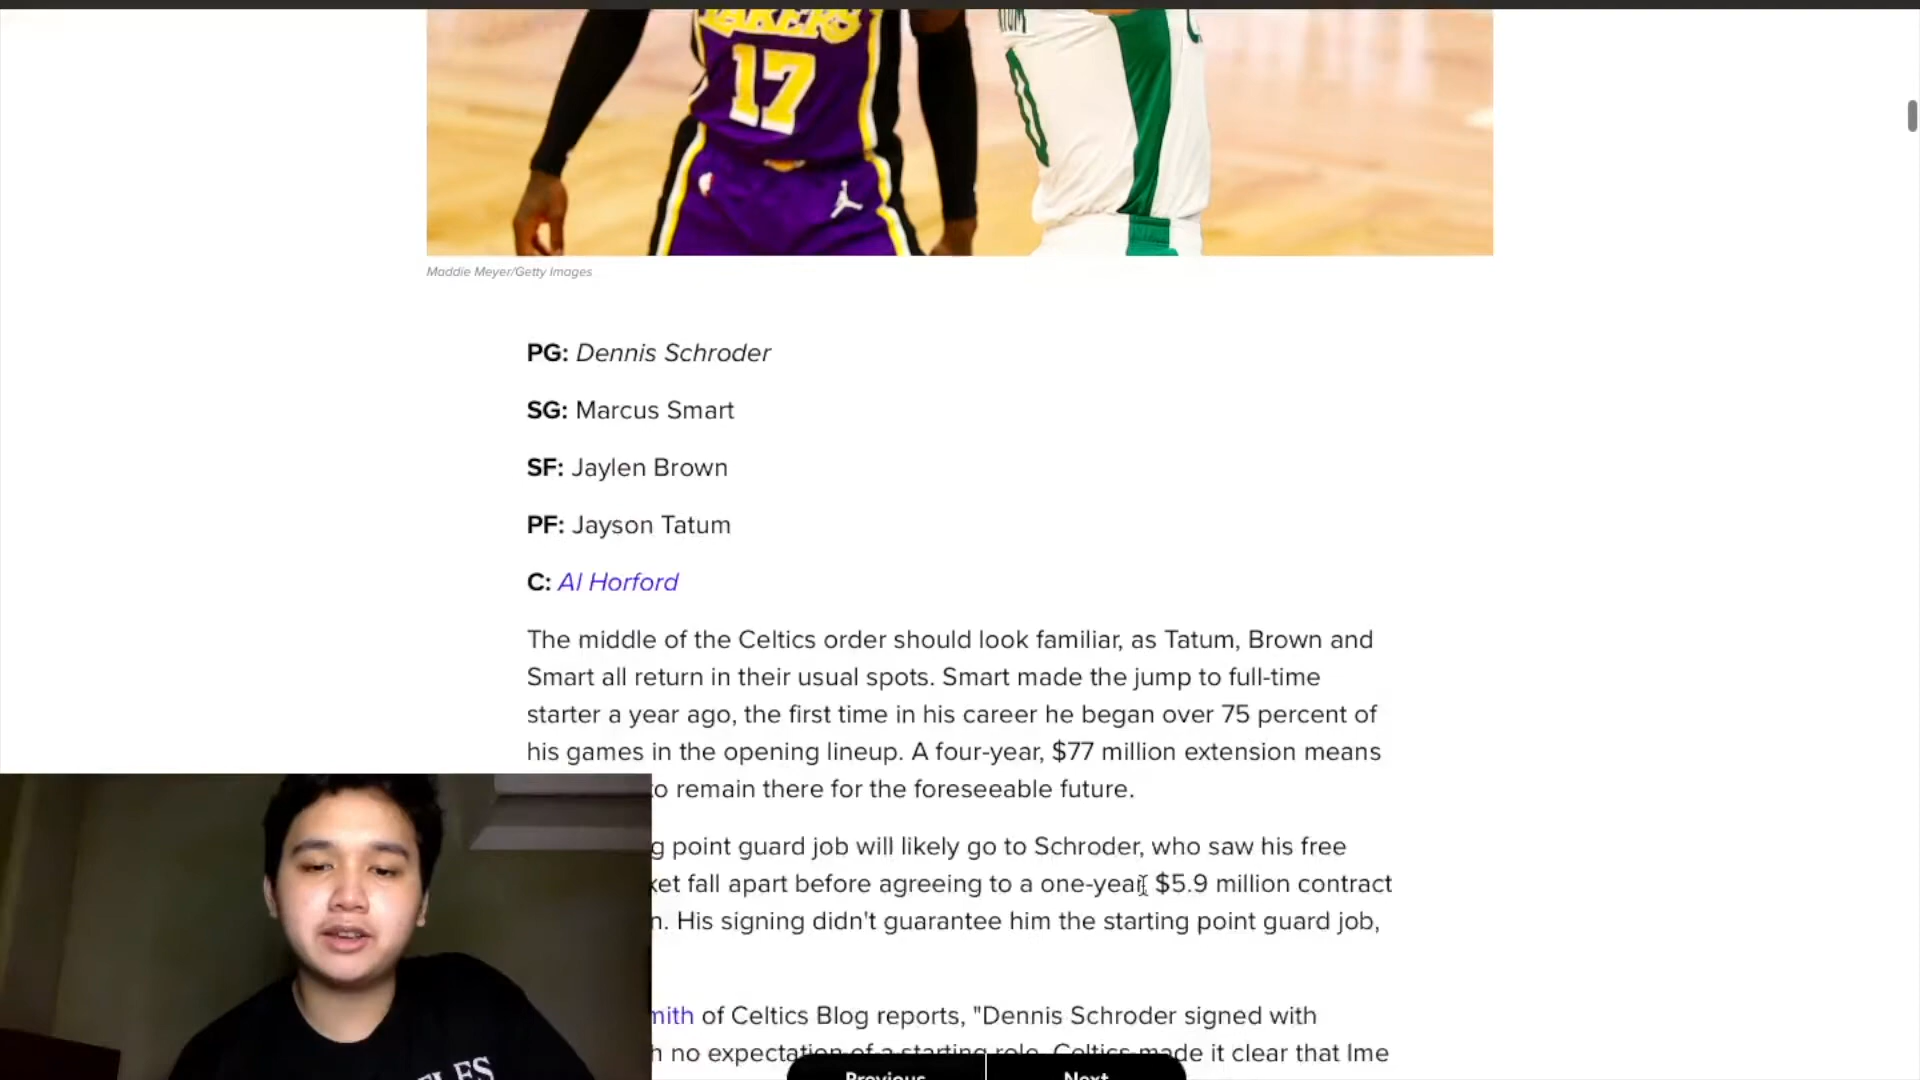 LAKERS
17
0
Maddie Meyer/Getty Images
PG: Dennis Schroder
SG: Marcus Smart
SF: Jaylen Brown
PF: Jayson Tatum
C: Al Horford
The middle of the Celtics order should look familiar, as Tatum, Brown and
Smart all return in their usual spots. Smart made the jump to full-time
starter a year ago, the first time in his career he began over 75 percent of
his games in the opening lineup. A four-year, $77 million extension means
to remain there for the foreseeable future.
g point guard job will likely go to Schroder, who saw his free
ket fall apart before agreeing to a one-year, $5.9 million contract
n. His signing didn't guarantee him the starting point guard job,
mith of Celtics Blog reports, "Dennis Schroder signed with
h no expectation of a starting role. Celtics made it clear that Ime
Previous Next